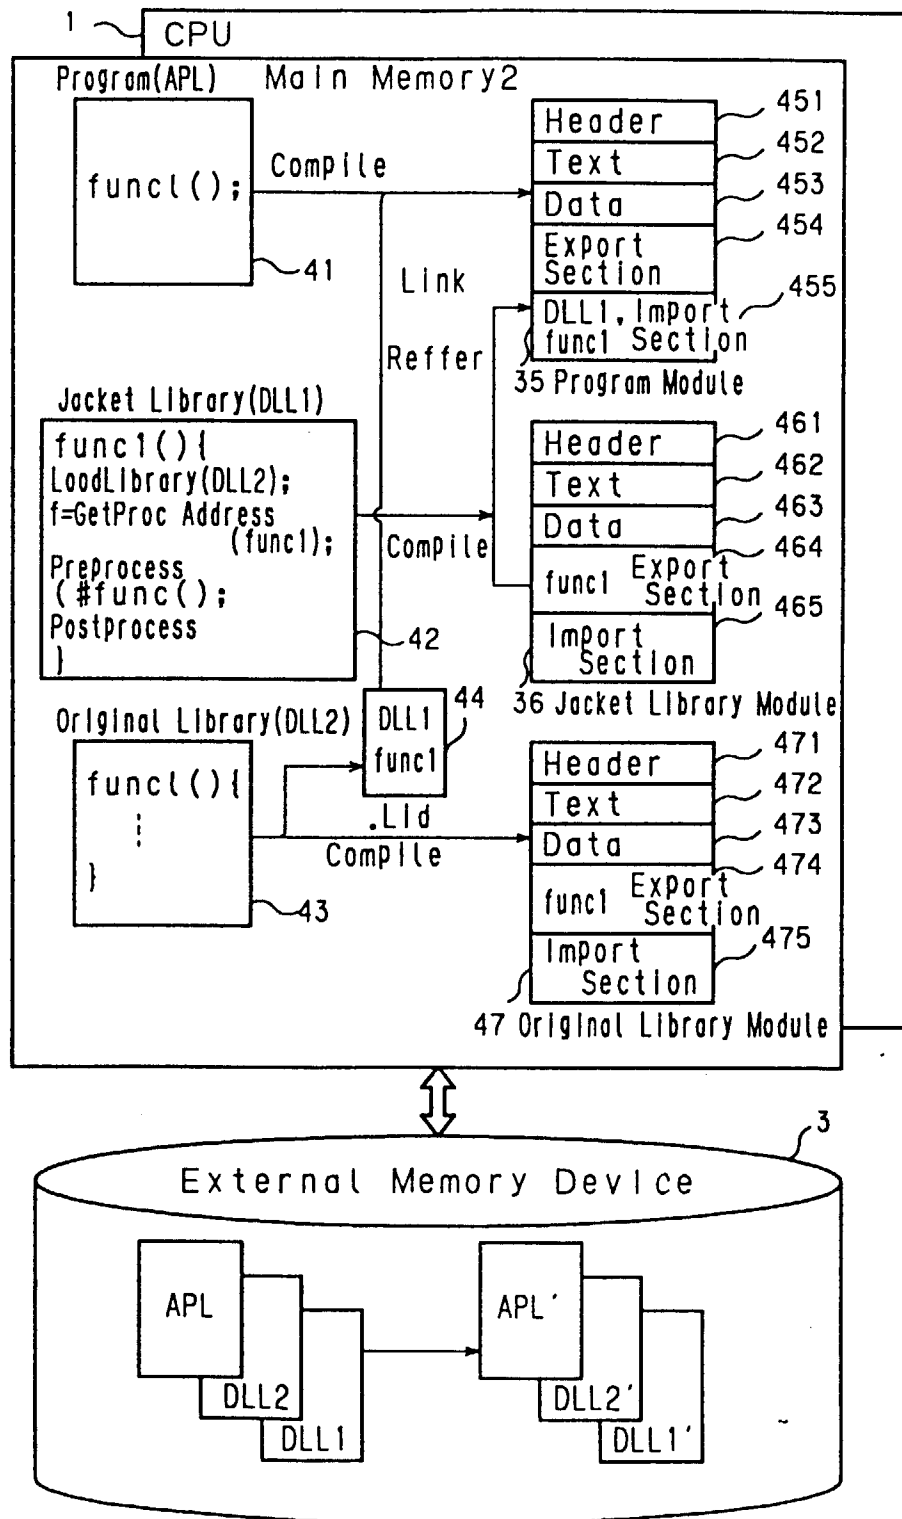 1
CPU
Main Memory2
Program(APL)
func1();
41
Compile
Link
Reffer
Header
451
Text
452
Data
453
Export
Section
454
DLL1, Import
func1 Section
455
35 Program Module
Jacket Library(DLL1)
func1(){
LoadLibrary(DLL2);
f=GetProc Address
(func1);
Preprocess
(#func();
Postprocess
}
42
Compile
Header
461
Text
462
Data
463
func1 Export
Section
464
Import
Section
465
36 Jacket Library Module
Original Library(DLL2)
func1(){
}
43
DLL1
func1
44
.Lid
Compile
Header
471
Text
472
Data
473
func1 Export
Section
474
Import
Section
475
47 Original Library Module
3
External Memory Device
APL
DLL2
DLL1
APL'
DLL2'
DLL1'